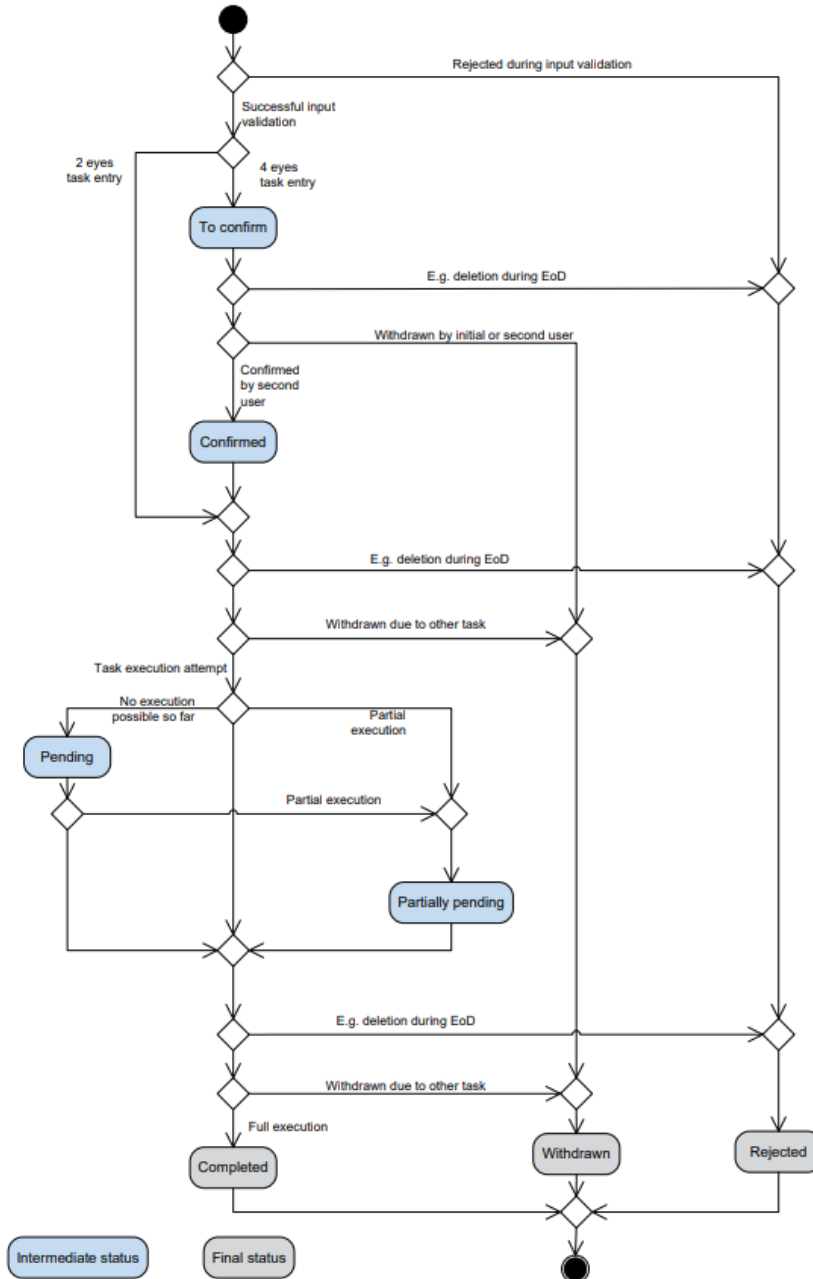 Rejected during input validation
Successful input
validation
2 eyes
task entry
4 eyes
task entry
To confirm
E.g. deletion during EoD
Withdrawn by initial or second user
Confirmed
by second
user
Confirmed
E.g. deletion during EoD
Withdrawn due to other task
Task execution attempt
No execution
possible so far
Partial
execution
Pending
Partial execution
Partially pending
E.g. deletion during EoD
Withdrawn due to other task
Full execution
Completed
Withdrawn
Rejected
Intermediate status
Final status